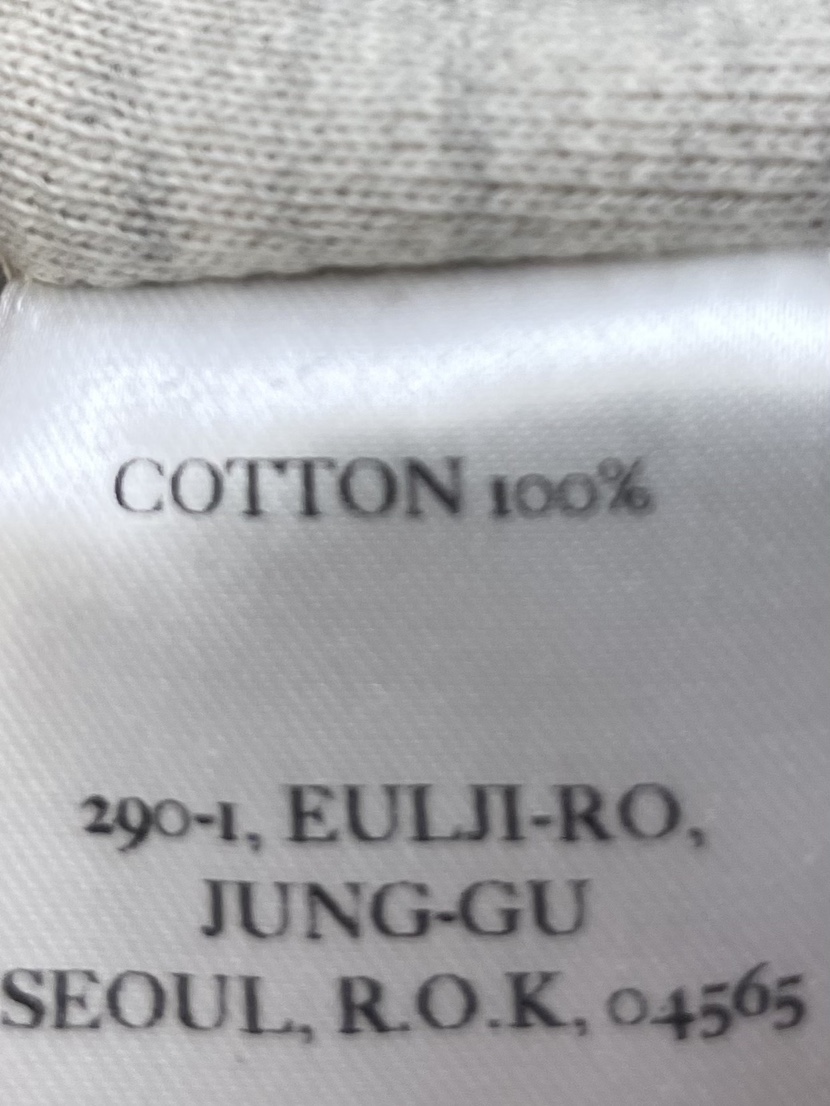 COTTON 100%
290-1, EULJI-RO,
JUNG-GU
SEOUL, R.O.K, 04565